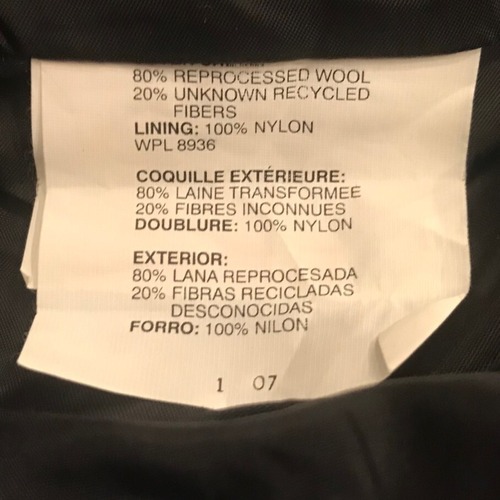 80% REPROCESSED WOOL
20% UNKNOWN RECYCLED
FIBERS
LINING: 100% NYLON
WPL 8936
COQUILLE EXTÉRIEURE:
80% LAINE TRANSFORMEE
20% FIBRES INCONNUES
DOUBLURE: 100% NYLON
EXTERIOR:
80% LANA REPROCESADA
20% FIBRAS RECICLADAS
DESCONOCIDAS
FORRO: 100% NILON
1 07